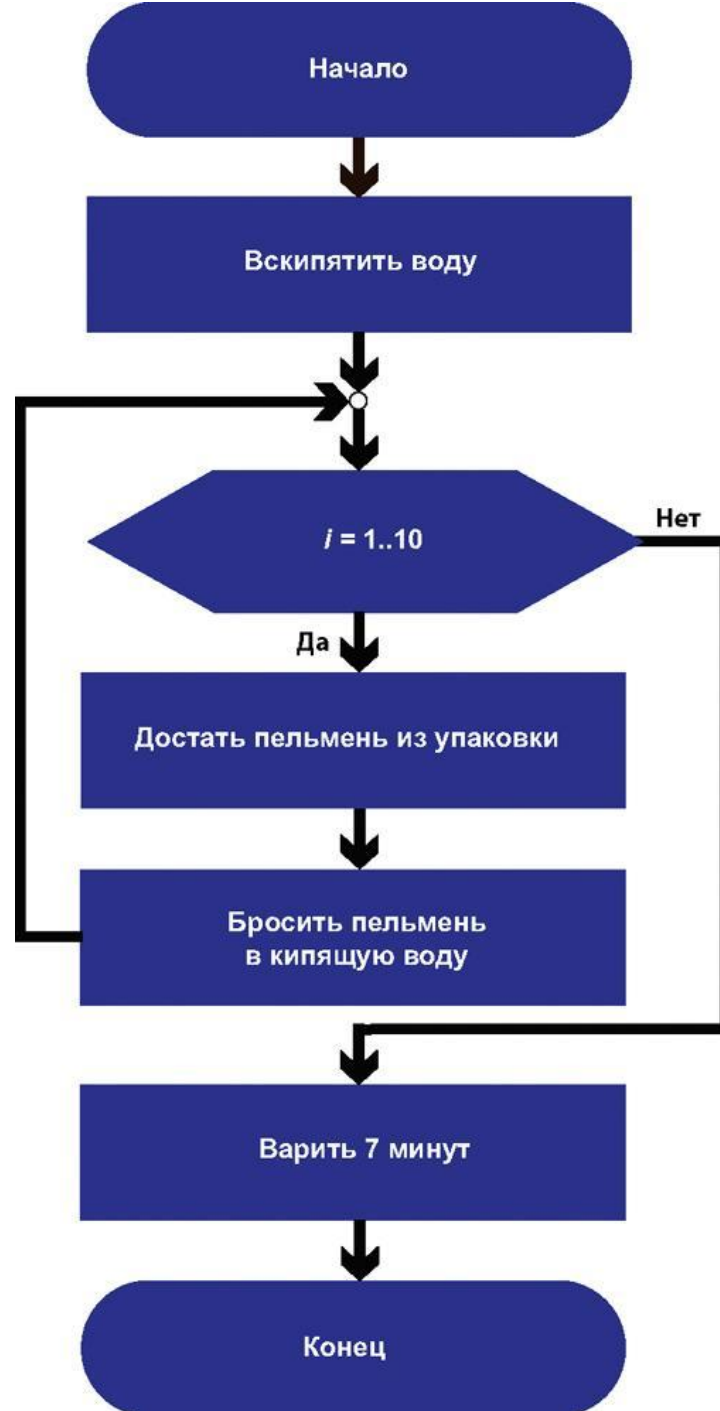 Начало
Вскипятить воду
i = 1..10
Нет
Да
Достать пельмень из упаковки
Бросить пельмень
в кипящую воду
Варить 7 минут
Конец